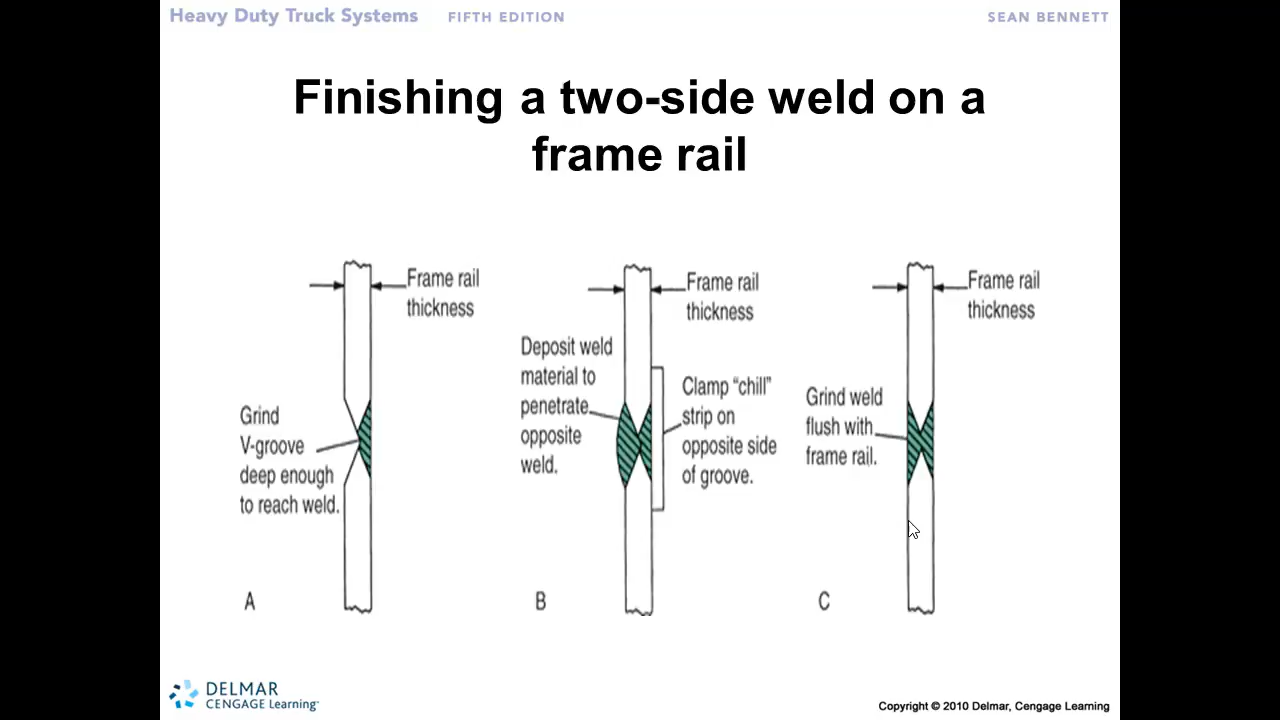 Heavy Duty Truck Systems FIFTH EDITION SEAN BENNETT
Finishing a two-side weld on a
frame rail
Frame rail
thickness
Grind
V-groove
deep enough
to reach weld.
A
Frame rail
thickness
Deposit weld
material to
penetrate
opposite
weld.
Clamp “chill”
strip on
opposite side
of groove.
B
Frame rail
thickness
Grind weld
flush with
frame rail.
C
DELMAR
CENGAGE Learning™
Copyright © 2010 Delmar, Cengage Learning